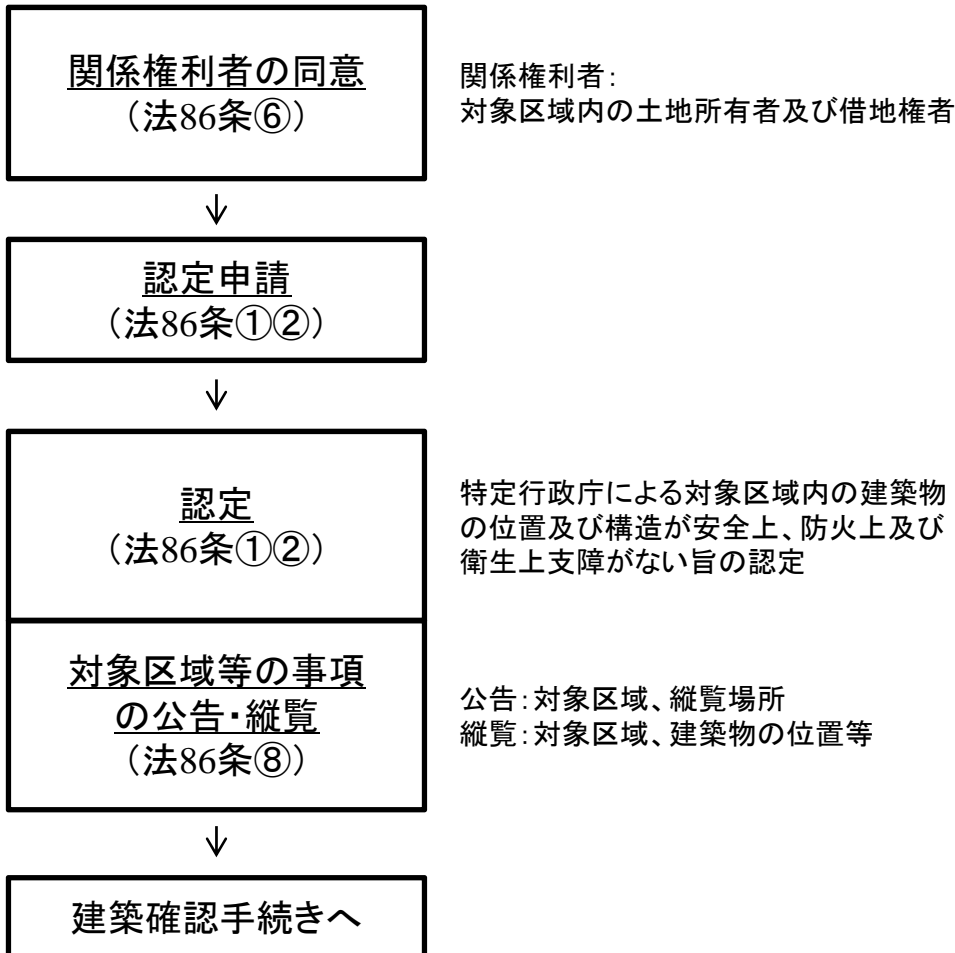 関係権利者の同意
（法86条⑥）
関係権利者：
対象区域内の土地所有者及び借地権者
↓
認定申請
（法86条①②）
↓
認定
（法86条①②）
特定行政庁による対象区域内の建築物
の位置及び構造が安全上、防火上及び
衛生上支障がない旨の認定
対象区域等の事項
の公告・縦覧
（法86条⑧）
公告：対象区域、縦覧場所
縦覧：対象区域、建築物の位置等
↓
建築確認手続きへ